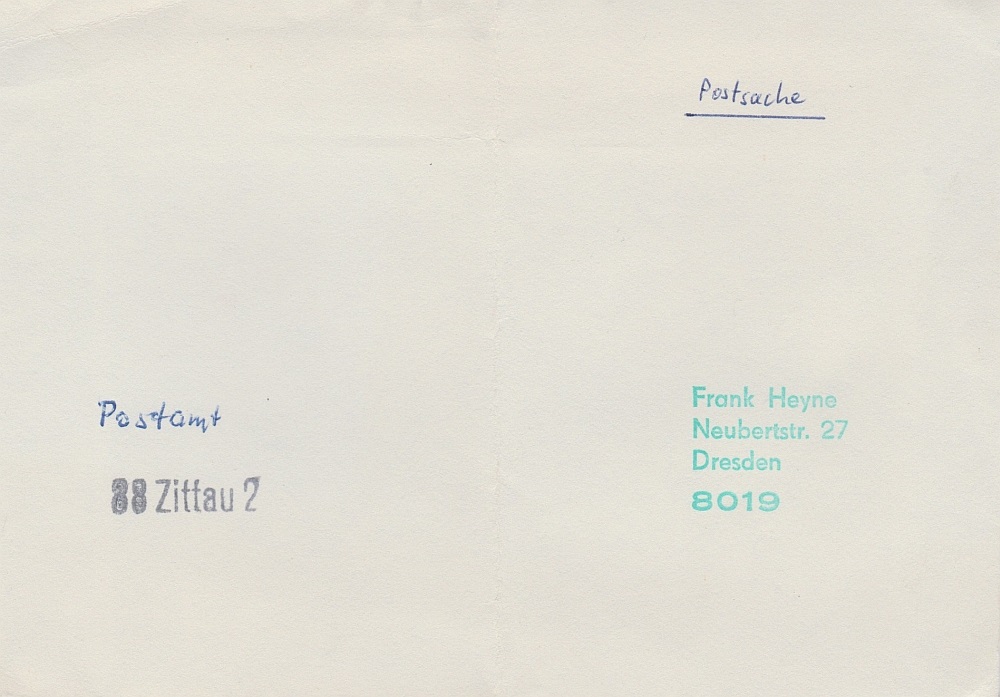 Postsache
Postamt
88 Zittau 2
Frank Heyne
Neubertstr. 27
Dresden
8019